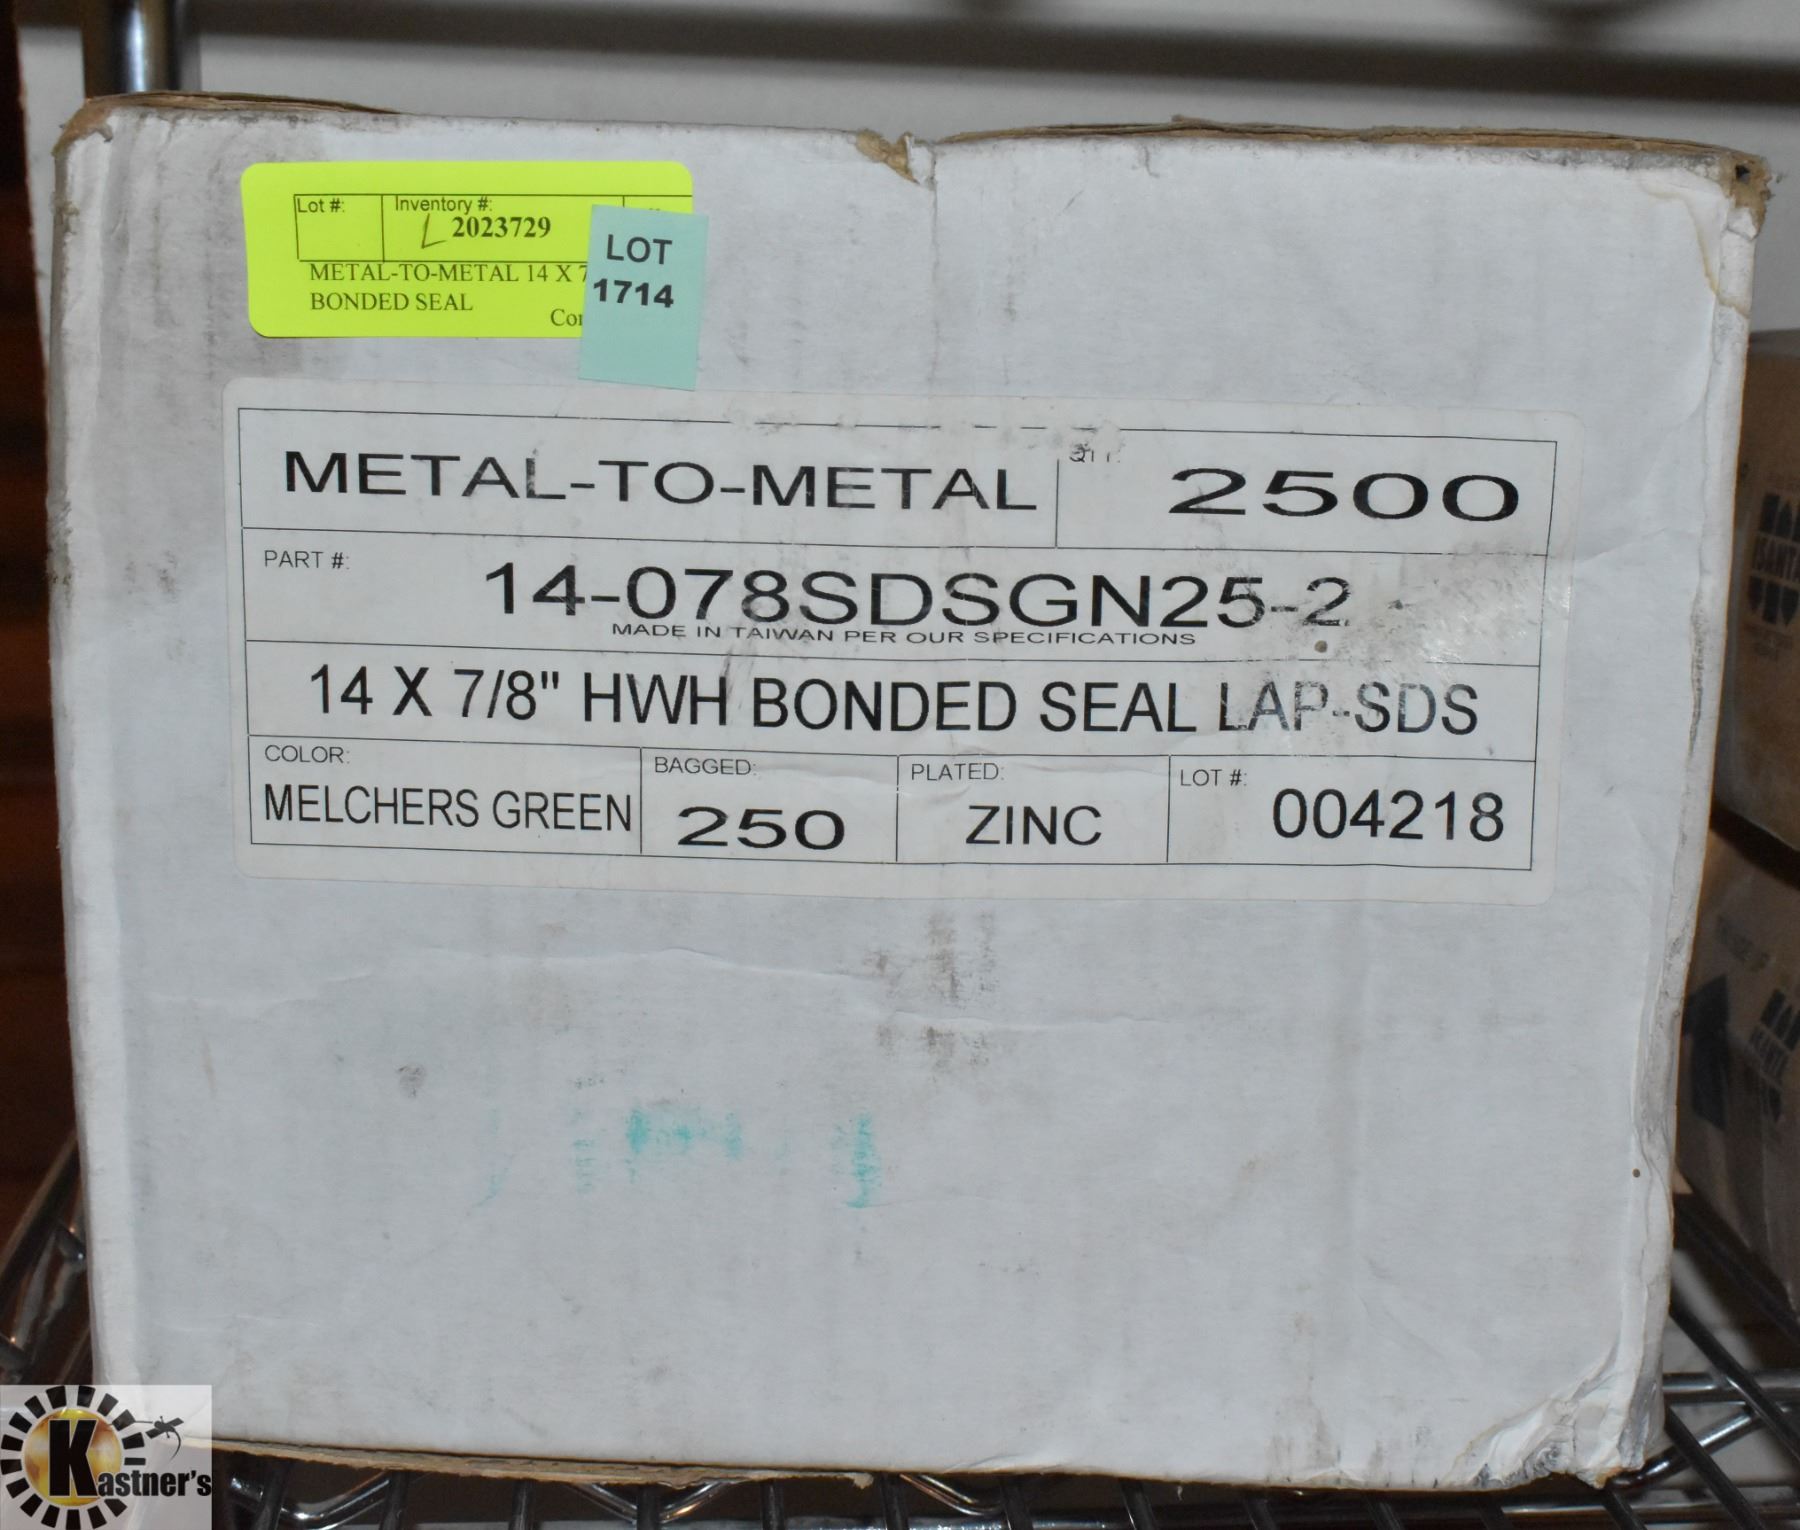 Lot #:
Inventory #:
L 2023729
METAL-TO-METAL 14 X 7
BONDED SEAL
LOT
1714
METAL-TO-METAL
QTY:
2500
PART #:
14-078SDSGN25-2
MADE IN TAIWAN PER OUR SPECIFICATIONS
14 X 7/8" HWH BONDED SEAL LAP-SDS
COLOR:
MELCHERS GREEN
BAGGED:
250
PLATED:
ZINC
LOT #:
004218
Kastner's